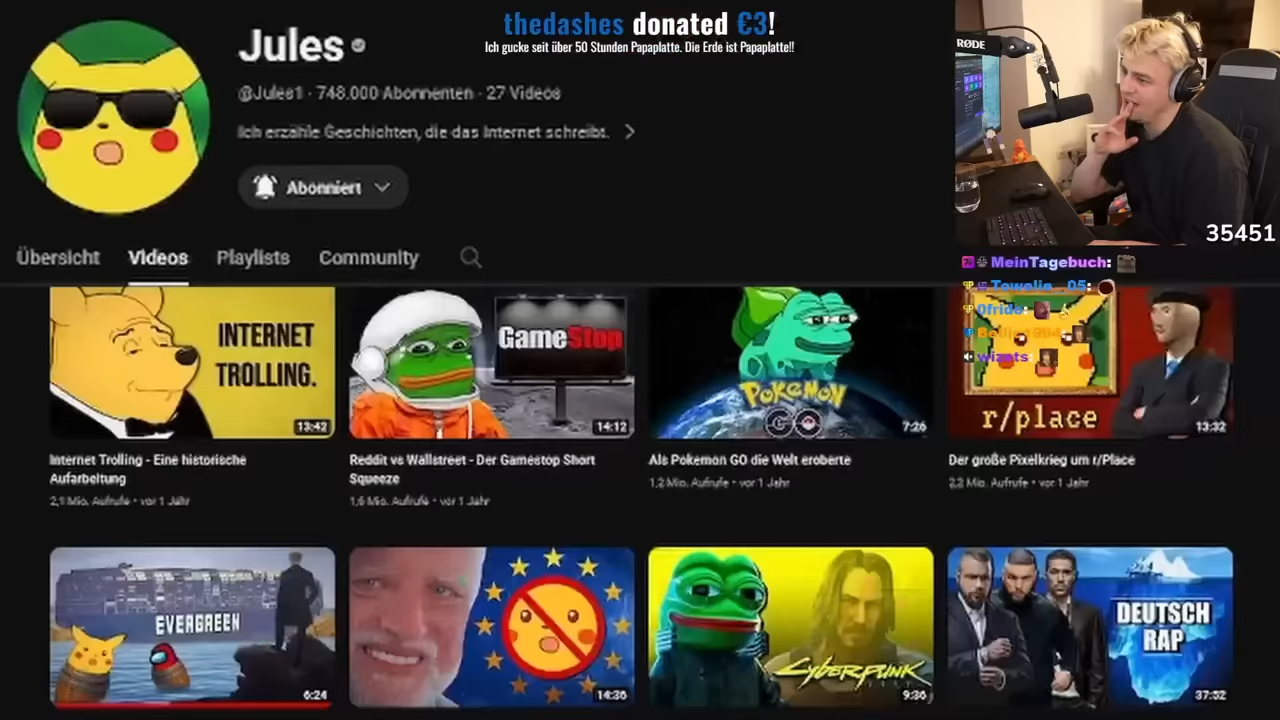 thedashes donated €3!
Ich gucke seit über 50 Stunden Papaplatte. Die Erde ist Papaplatte!!
Jules
@Jules1 · 748.000 Abonnenten · 27 Videos
Ich erzähle Geschichten, die das Internet schreibt.
Abonniert
RØDE
35451
Übersicht Videos Playlists Community
MeinTagebuch:
Towelie_05:
0frido:
wizats
INTERNET
TROLLING.
13:42
GameStop
14:12
POKEMON
GO
7:26
r/place
13:32
Internet Trolling - Eine historische
Aufarbeitung
2,1 Mio. Aufrufe • vor 1 Jahr
Reddit vs Wallstreet - Der Gamestop Short
Squeeze
1,6 Mio. Aufrufe • vor 1 Jahr
Als Pokemon GO die Welt eroberte
1,2 Mio. Aufrufe • vor 1 Jahr
Der große Pixelkrieg um r/Place
2,2 Mio. Aufrufe • vor 1 Jahr
EVERGREEN
6:24
14:36
CYBERPUNK
9:36
DEUTSCH
RAP
37:52